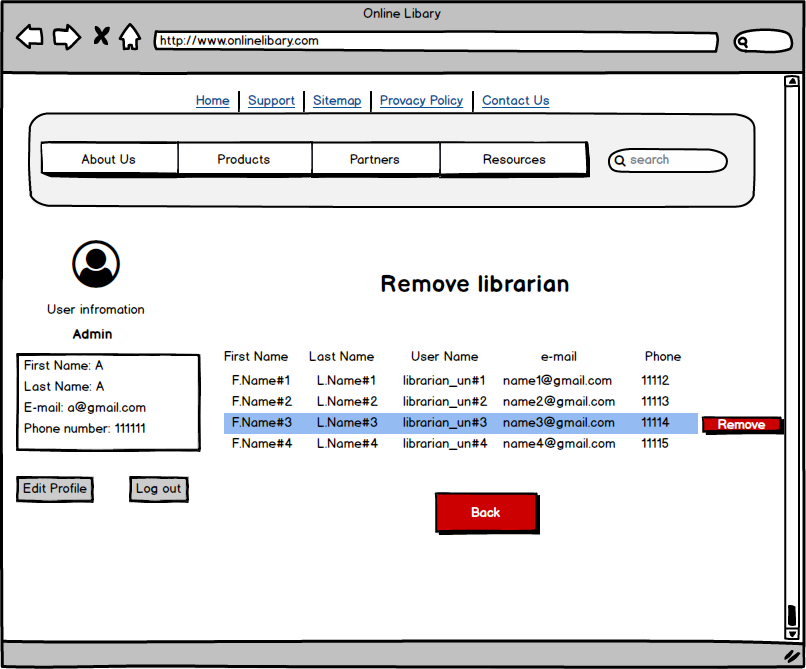 Online Libary
http://www.onlinelibary.com
Home Support Sitemap Provacy Policy Contact Us
About Us Products Partners Resources search
User infromation
Admin
First Name: A
Last Name: A
E-mail: a@gmail.com
Phone number: 111111
Edit Profile Log out
Remove librarian
First Name Last Name User Name e-mail Phone
F.Name#1 L.Name#1 librarian_un#1 name1@gmail.com 11112
F.Name#2 L.Name#2 librarian_un#2 name2@gmail.com 11113
F.Name#3 L.Name#3 librarian_un#3 name3@gmail.com 11114 Remove
F.Name#4 L.Name#4 librarian_un#4 name4@gmail.com 11115
Back